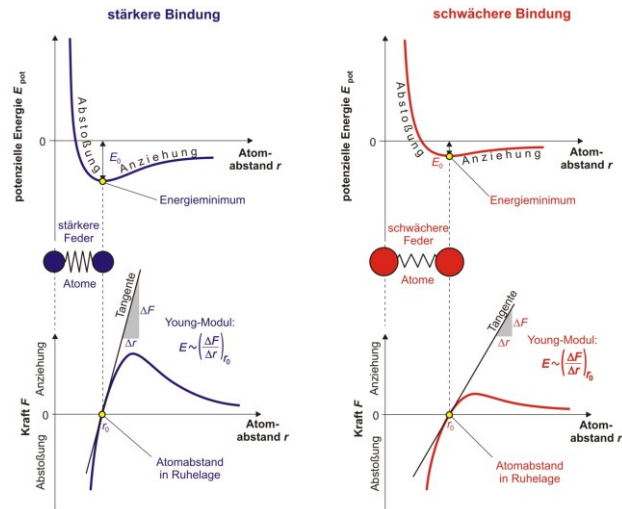 stärkere Bindung
potenzielle Energie E pot
0
Abstoßung
E₀
Anziehung
Atom-
abstand r
Energieminimum
stärkere
Feder
Atome
Tangente
ΔF
Δr
Young-Modul:
E~(ΔF/Δr)r₀
Kraft F
Anziehung
0
Abstoßung
r₀
Atom-
abstand r
Atomabstand
in Ruhelage
schwächere Bindung
potenzielle Energie E pot
0
Abstoßung
E₀
Anziehung
Atom-
abstand r
Energieminimum
schwächere
Feder
Atome
Tangente
ΔF
Δr
Young-Modul:
E~(ΔF/Δr)r₀
Kraft F
Anziehung
0
Abstoßung
r₀
Atom-
abstand r
Atomabstand
in Ruhelage